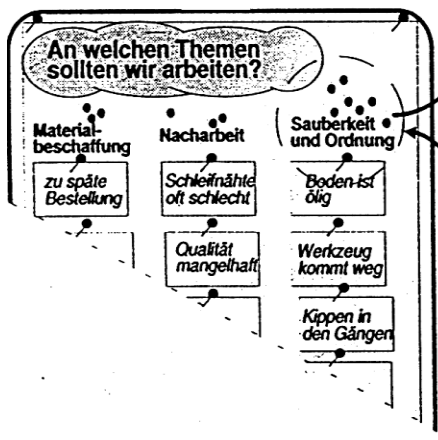 An welchen Themen
sollten wir arbeiten?
Material-
beschaffung
zu späte
Bestellung
Nacharbeit
Schleifnähte
oft schlecht
Qualität
mangelhaft
Sauberkeit
und Ordnung
Boden ist
ölig
Werkzeug
kommt weg
Kippen in
den Gängen